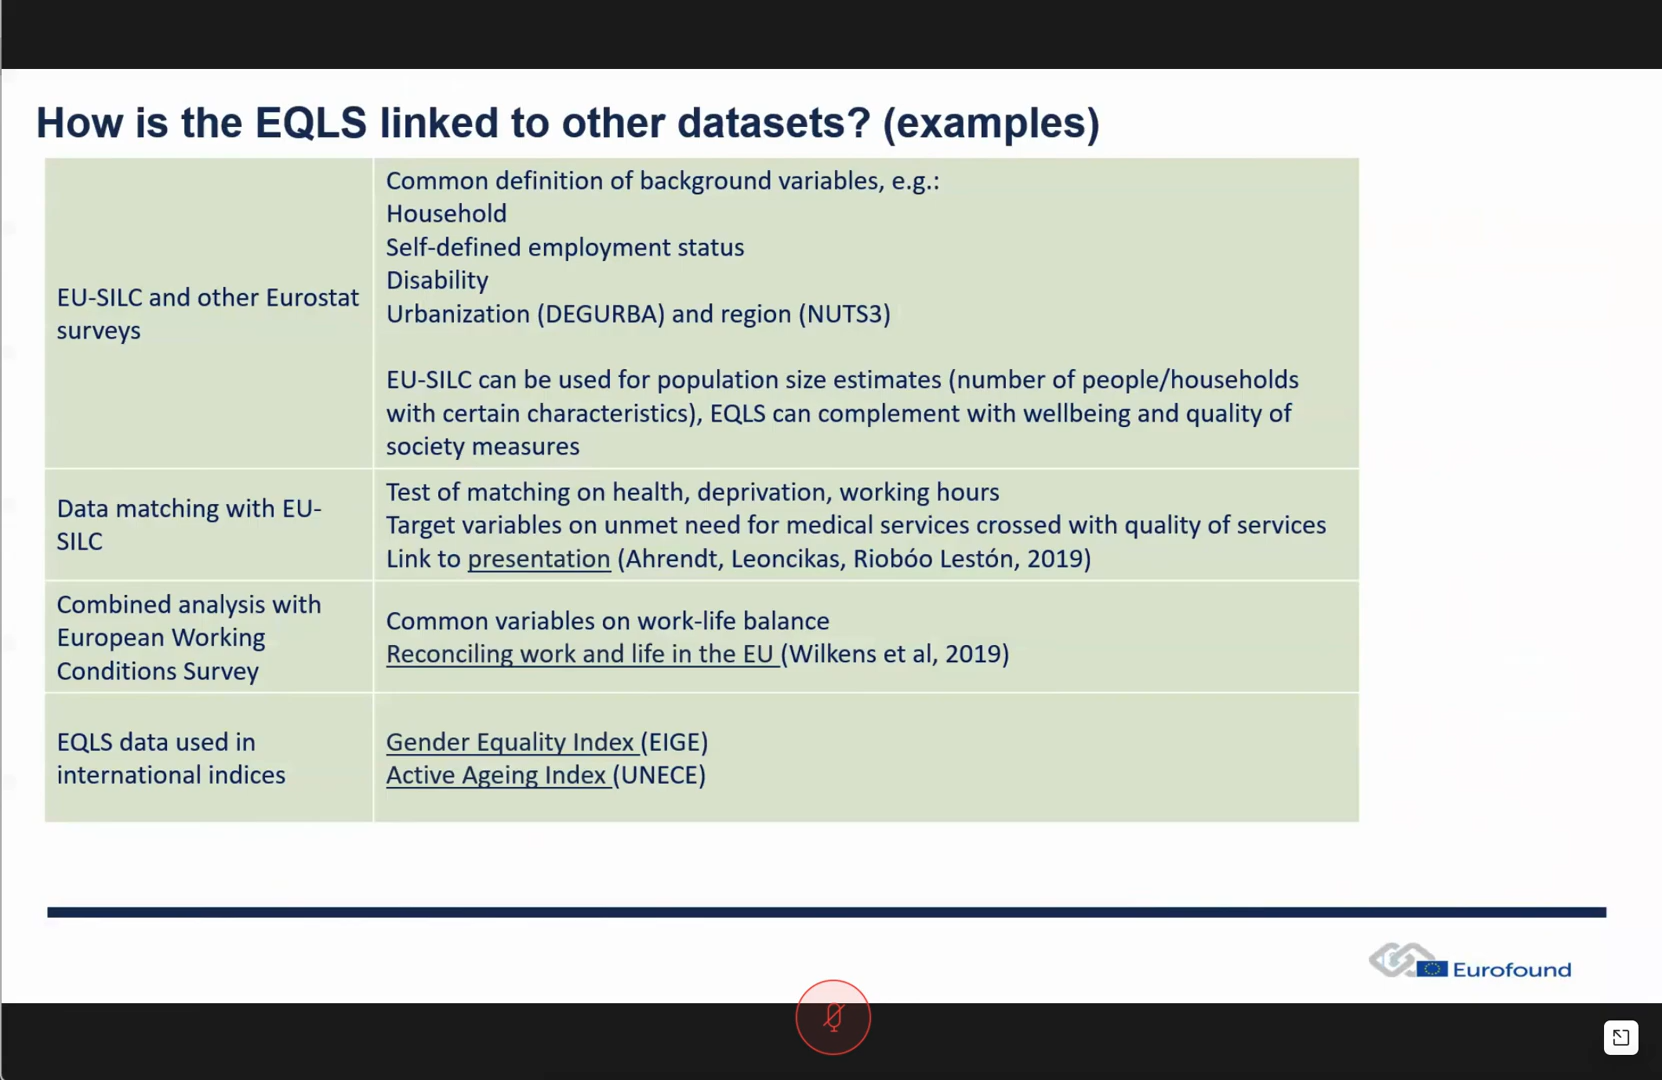 How is the EQLS linked to other datasets? (examples)
EU-SILC and other Eurostat
surveys
Common definition of background variables, e.g.:
Household
Self-defined employment status
Disability
Urbanization (DEGURBA) and region (NUTS3)
EU-SILC can be used for population size estimates (number of people/households
with certain characteristics), EQLS can complement with wellbeing and quality of
society measures
Data matching with EU-
SILC
Test of matching on health, deprivation, working hours
Target variables on unmet need for medical services crossed with quality of services
Link to presentation (Ahrendt, Leoncikas, Riobóo Lestón, 2019)
Combined analysis with
European Working
Conditions Survey
Common variables on work-life balance
Reconciling work and life in the EU (Wilkens et al, 2019)
EQLS data used in
international indices
Gender Equality Index (EIGE)
Active Ageing Index (UNECE)
Eurofound